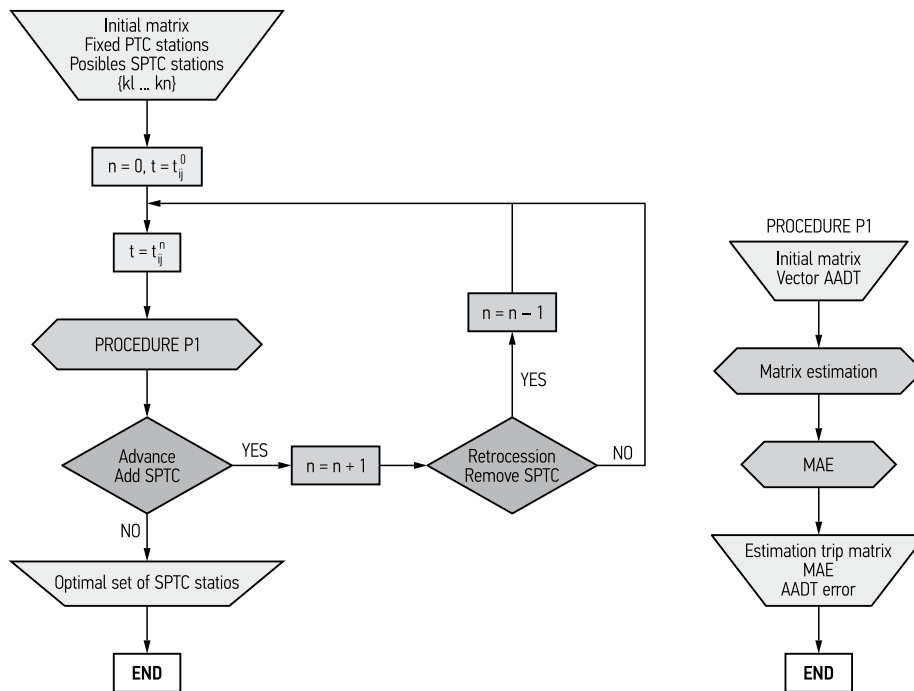 Initial matrix
Fixed PTC stations
Posibles SPTC stations
{kl ... kn}
n = 0, t = t_ij^0
t = t_ij^n
PROCEDURE P1
Advance
Add SPTC
YES
NO
n = n + 1
Retrocession
Remove SPTC
YES
NO
n = n – 1
Optimal set of SPTC statios
END
PROCEDURE P1
Initial matrix
Vector AADT
Matrix estimation
MAE
Estimation trip matrix
MAE
AADT error
END